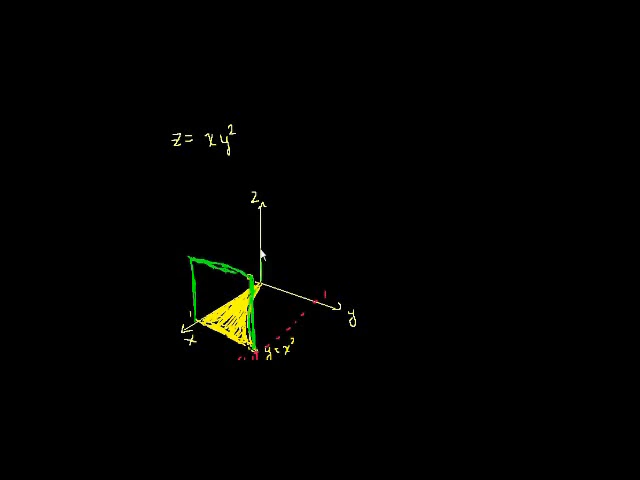 z = xy²
z
1
y
1
x
y = x²